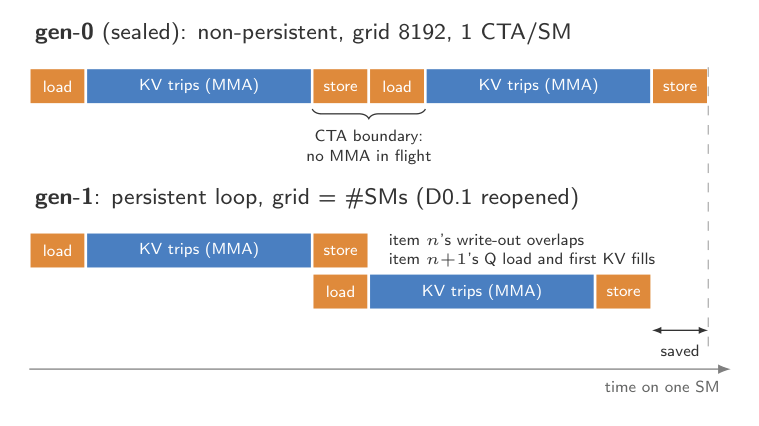 gen-0 (sealed): non-persistent, grid 8192, 1 CTA/SM
load KV trips (MMA) store load KV trips (MMA) store
CTA boundary:
no MMA in flight
gen-1: persistent loop, grid = #SMs (D0.1 reopened)
load KV trips (MMA) store
item n's write-out overlaps
item n+1's Q load and first KV fills
load KV trips (MMA) store
saved
time on one SM